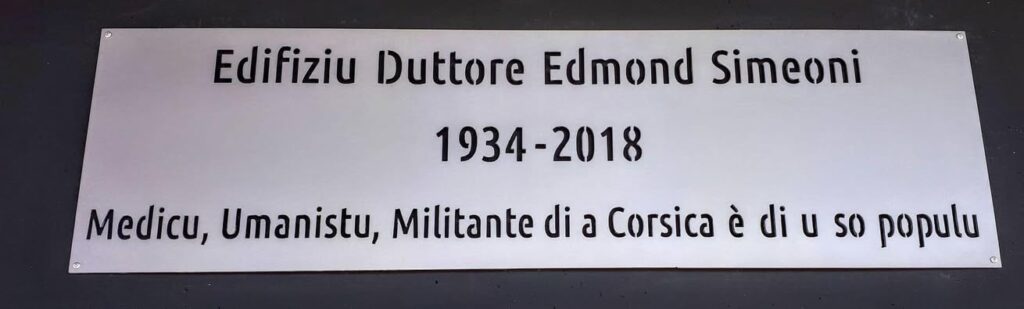 Edifiziu Duttore Edmond Simeoni
1934-2018
Medicu, Umanistu, Militante di a Corsica è di u so populu